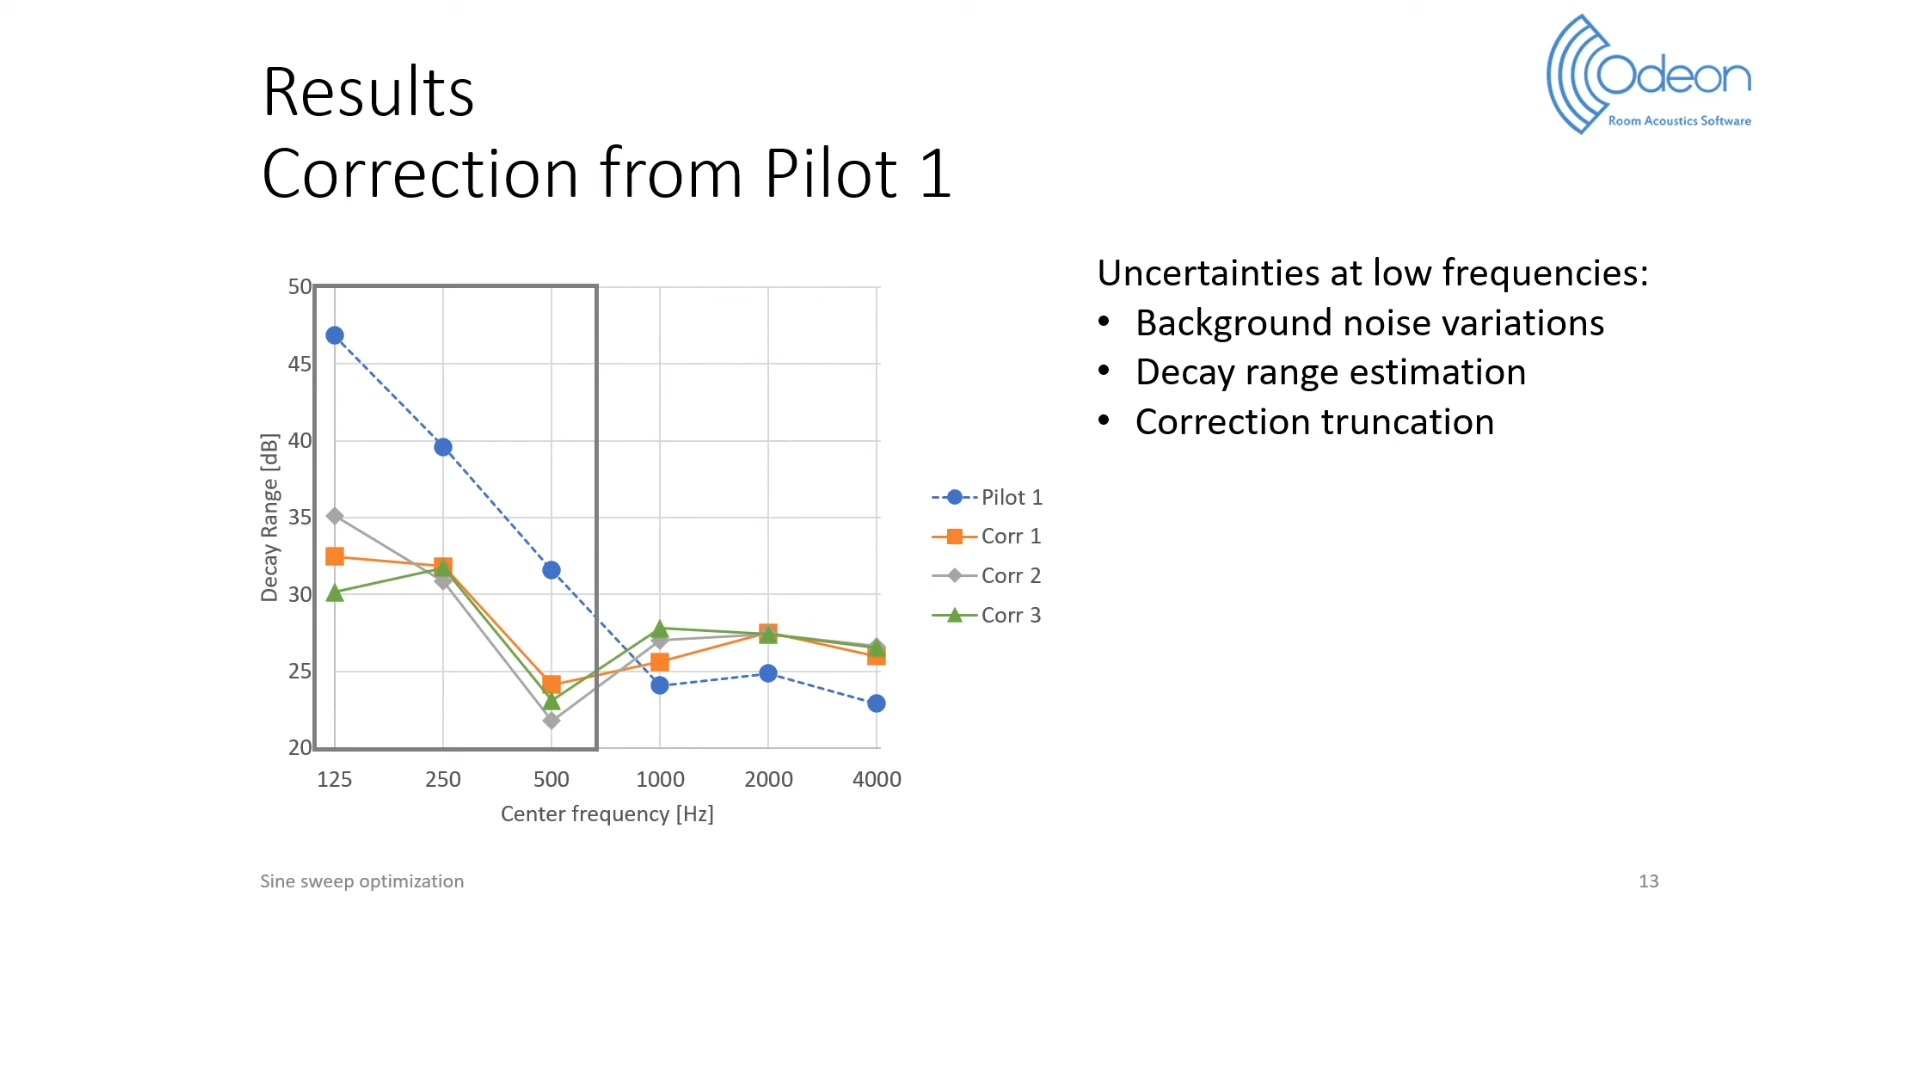 Odeon
Room Acoustics Software
Results
Correction from Pilot 1
Uncertainties at low frequencies:
• Background noise variations
• Decay range estimation
• Correction truncation
50
45
40
35
30
25
20
Decay Range [dB]
125 250 500 1000 2000 4000
Center frequency [Hz]
Pilot 1
Corr 1
Corr 2
Corr 3
Sine sweep optimization
13